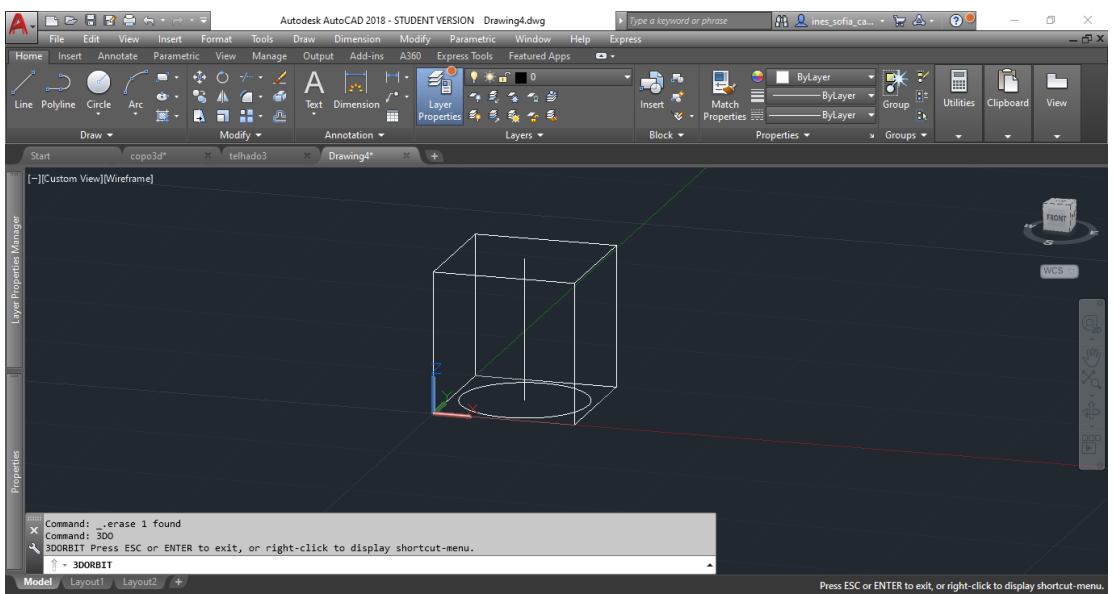 Autodesk AutoCAD 2018 - STUDENT VERSION Drawing4.dwg
Type a keyword or phrase
ines_sofia_ca...
File Edit View Insert Format Tools Draw Dimension Modify Parametric Window Help Express
Home Insert Annotate Parametric View Manage Output Add-ins A360 Express Tools Featured Apps
0
ByLayer
Line Polyline Circle Arc
Text Dimension
Layer
Properties
Insert
Match
Properties
ByLayer
ByLayer
Group
Utilities
Clipboard
View
Draw Modify Annotation Layers Block Properties Groups
Start copo3d* telhado3 Drawing4*
[−][Custom View][Wireframe]
Layer Properties Manager
FRONT
S
WCS
Z
Y
X
Properties
Command: _.erase 1 found
Command: 3DO
3DORBIT Press ESC or ENTER to exit, or right-click to display shortcut-menu.
3DORBIT
Model Layout1 Layout2 +
Press ESC or ENTER to exit, or right-click to display shortcut-menu.